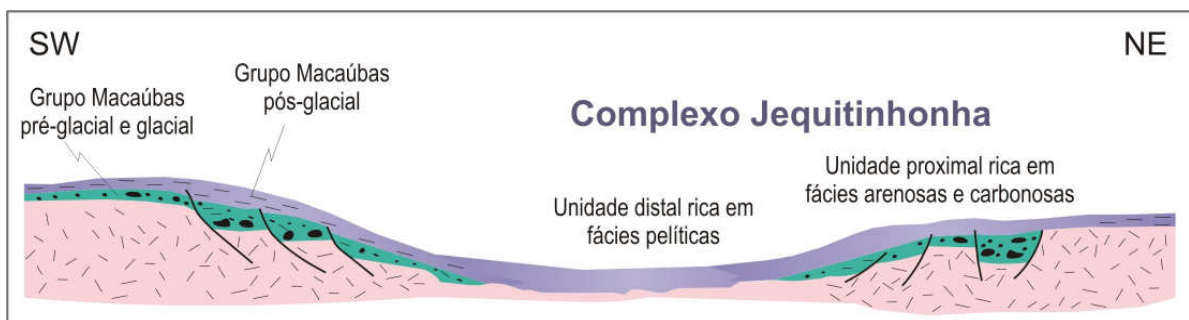 SW
NE
Grupo Macaúbas
pré-glacial e glacial
Grupo Macaúbas
pós-glacial
Complexo Jequitinhonha
Unidade distal rica em
fácies pelíticas
Unidade proximal rica em
fácies arenosas e carbonosas